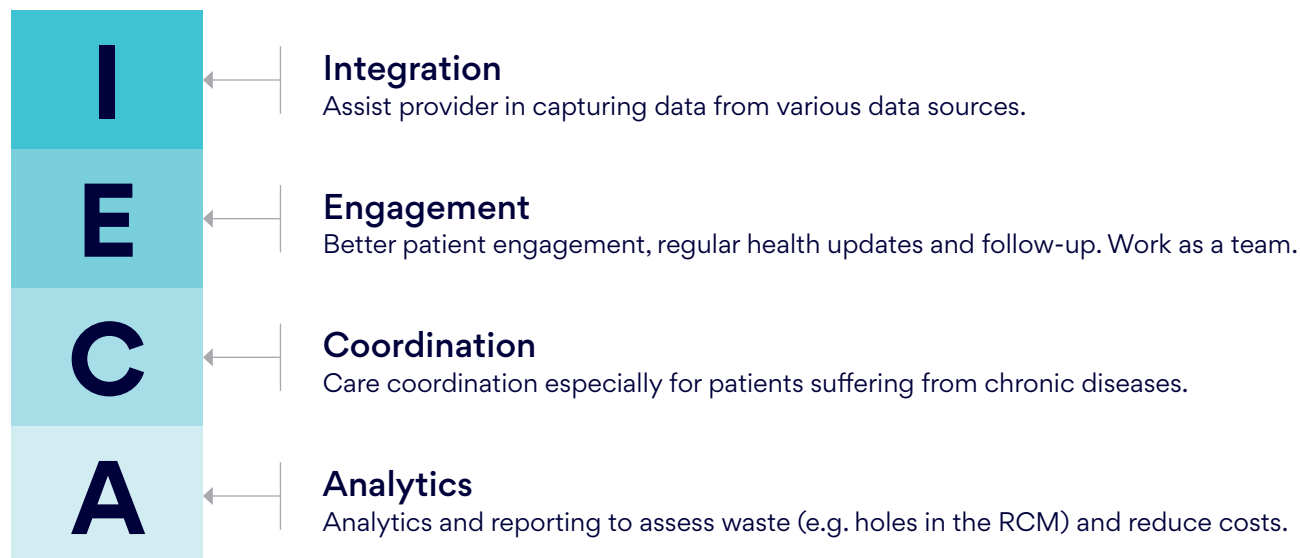 I
Integration
Assist provider in capturing data from various data sources.
E
Engagement
Better patient engagement, regular health updates and follow-up. Work as a team.
C
Coordination
Care coordination especially for patients suffering from chronic diseases.
A
Analytics
Analytics and reporting to assess waste (e.g. holes in the RCM) and reduce costs.